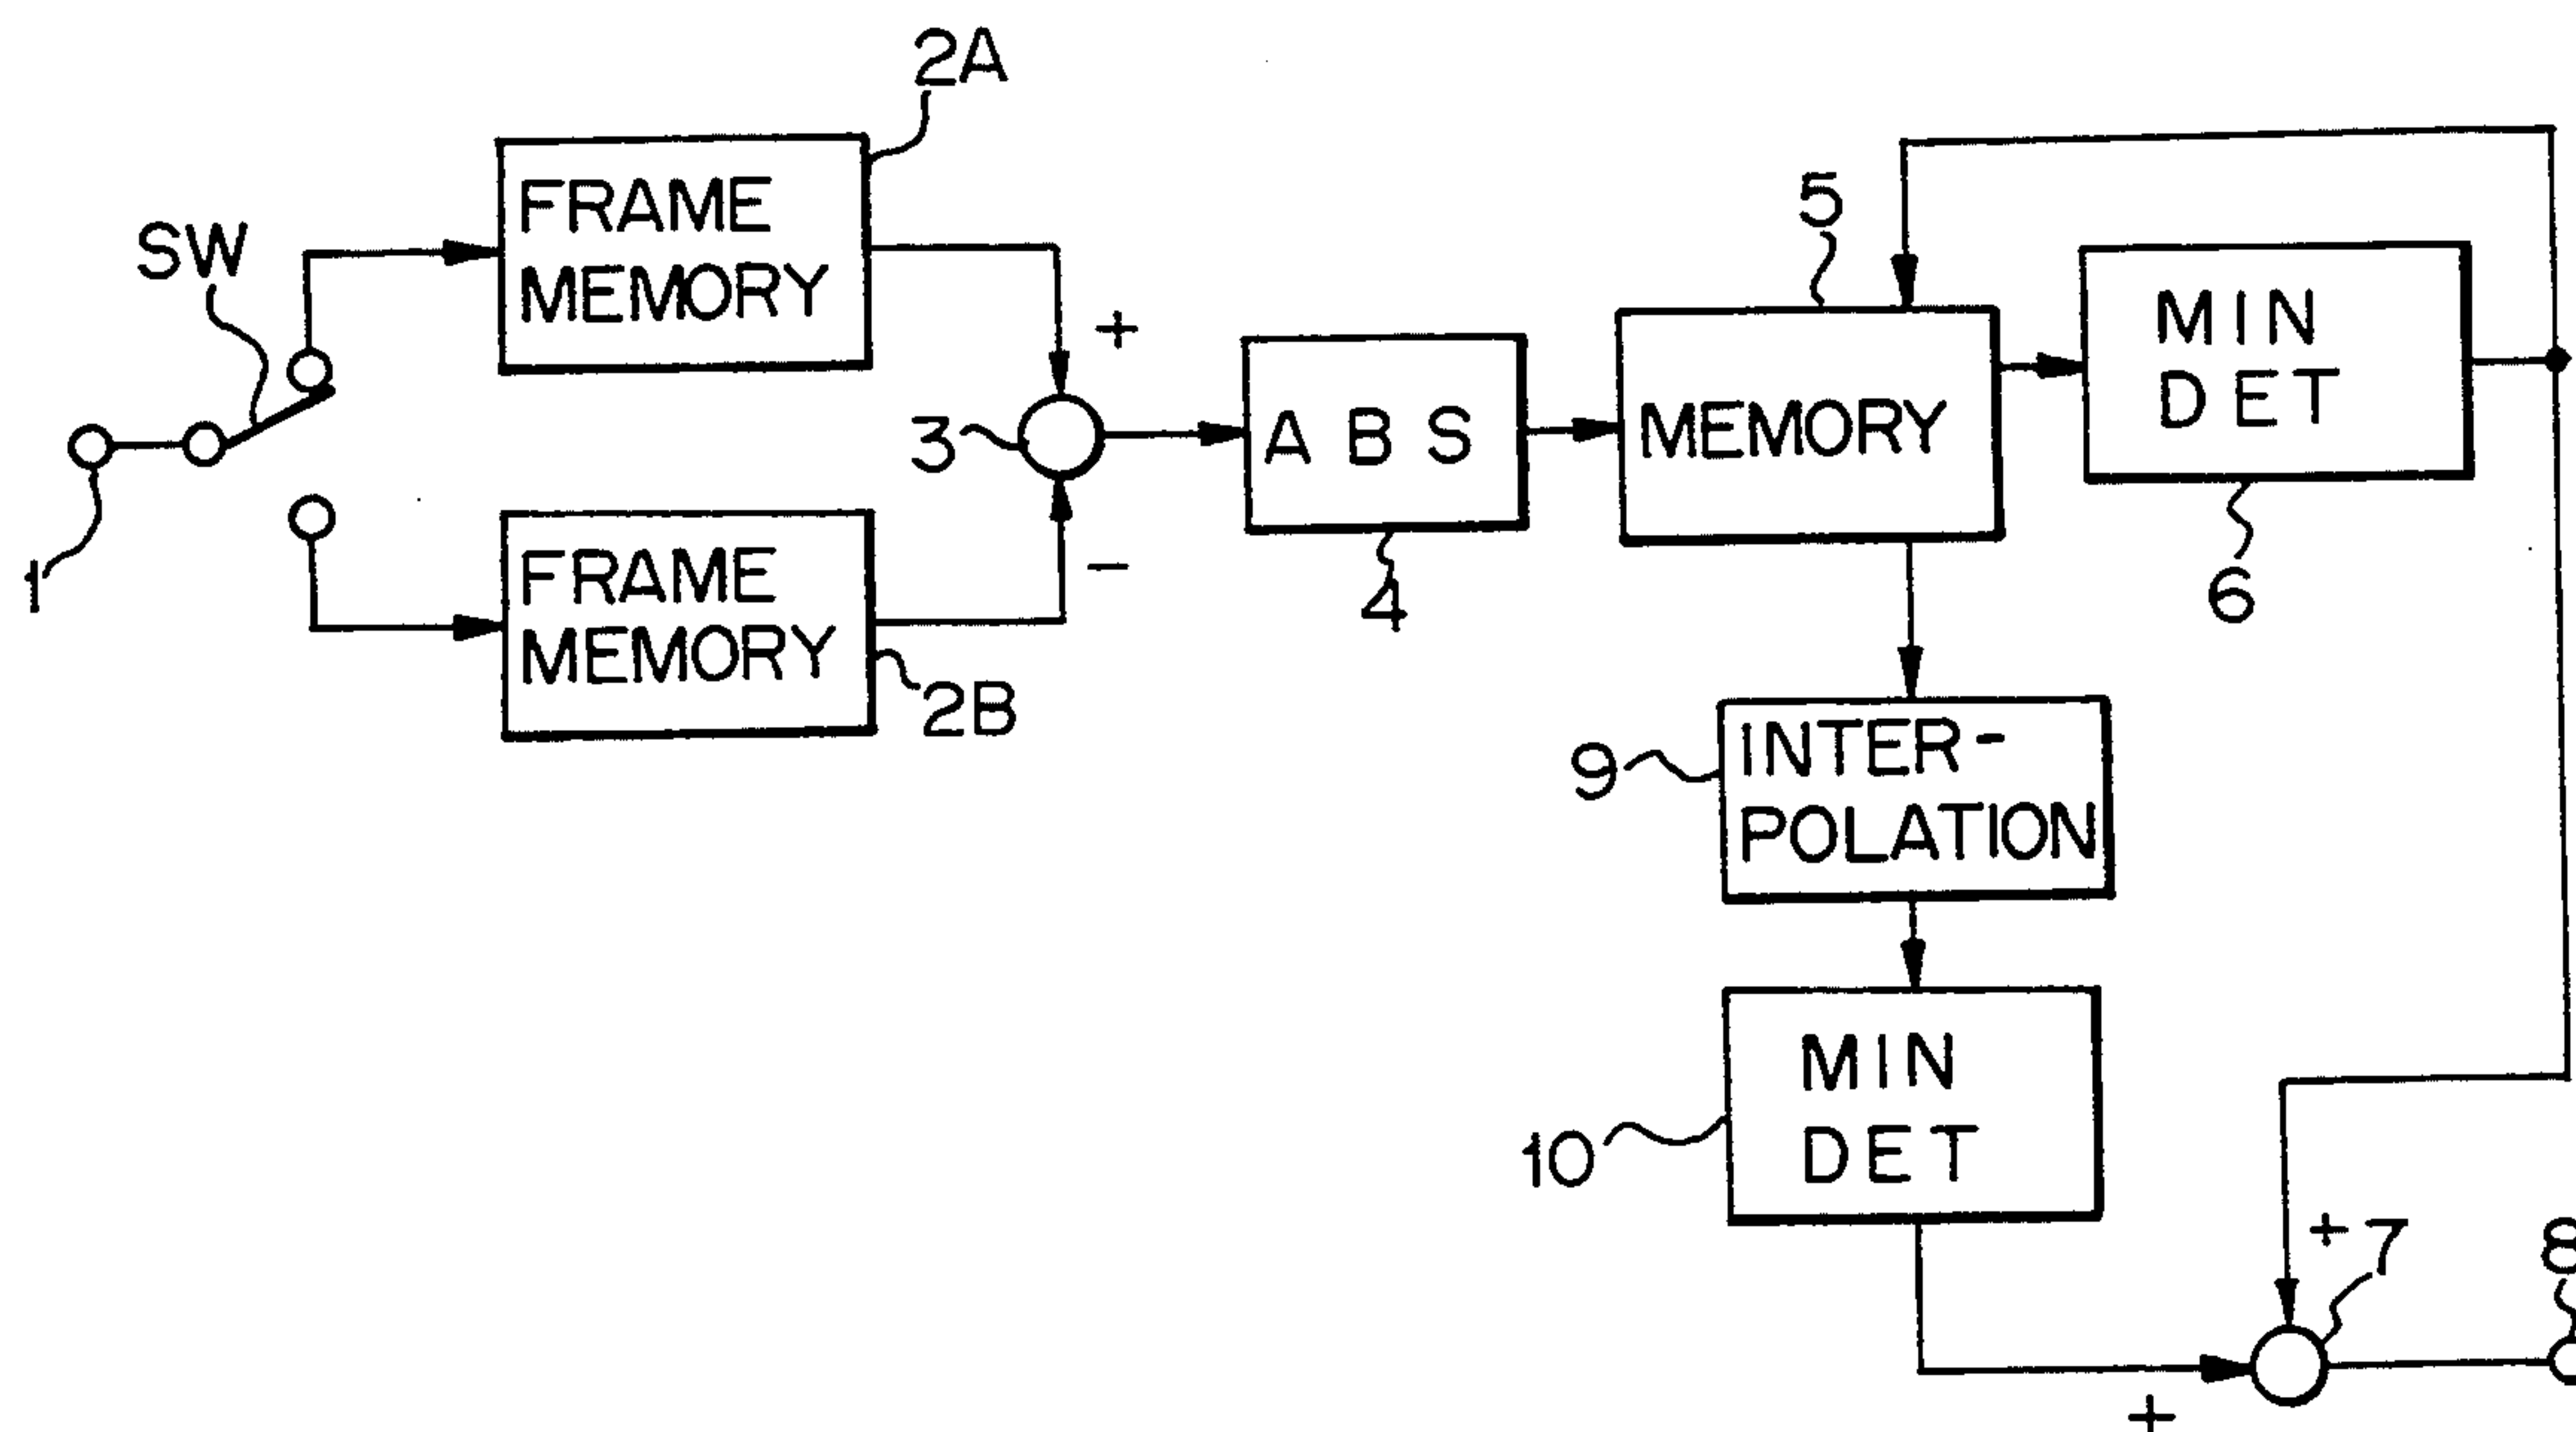 2A
FRAME
MEMORY
SW
5
MIN
DET
+
3
A B S
MEMORY
1
FRAME
MEMORY
−
4
6
2B
9
INTER-
POLATION
MIN
DET
10
+
7
8
+